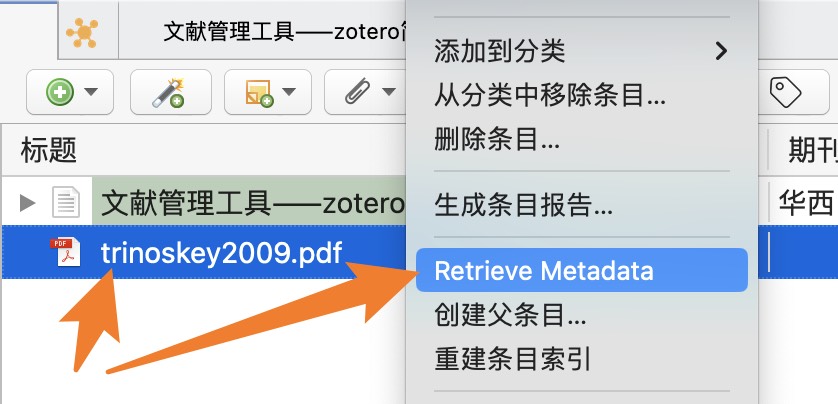 文献管理工具——zotero
添加到分类
从分类中移除条目...
删除条目...
标题
期刊
生成条目报告...
文献管理工具——zotero
华西
PDF
trinoskey2009.pdf
Retrieve Metadata
创建父条目...
重建条目索引